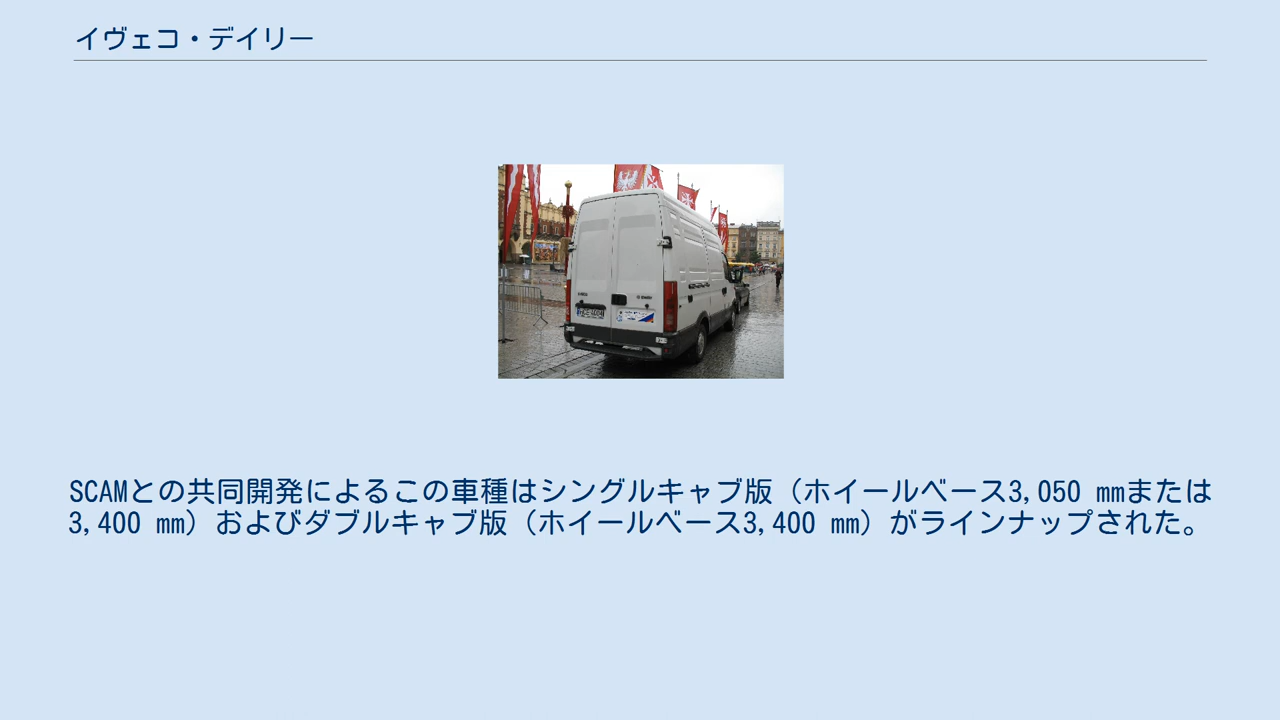 イヴェコ・デイリー
SCAMとの共同開発によるこの車種はシングルキャブ版（ホイールベース3,050 mmまたは
3,400 mm）およびダブルキャブ版（ホイールベース3,400 mm）がラインナップされた。